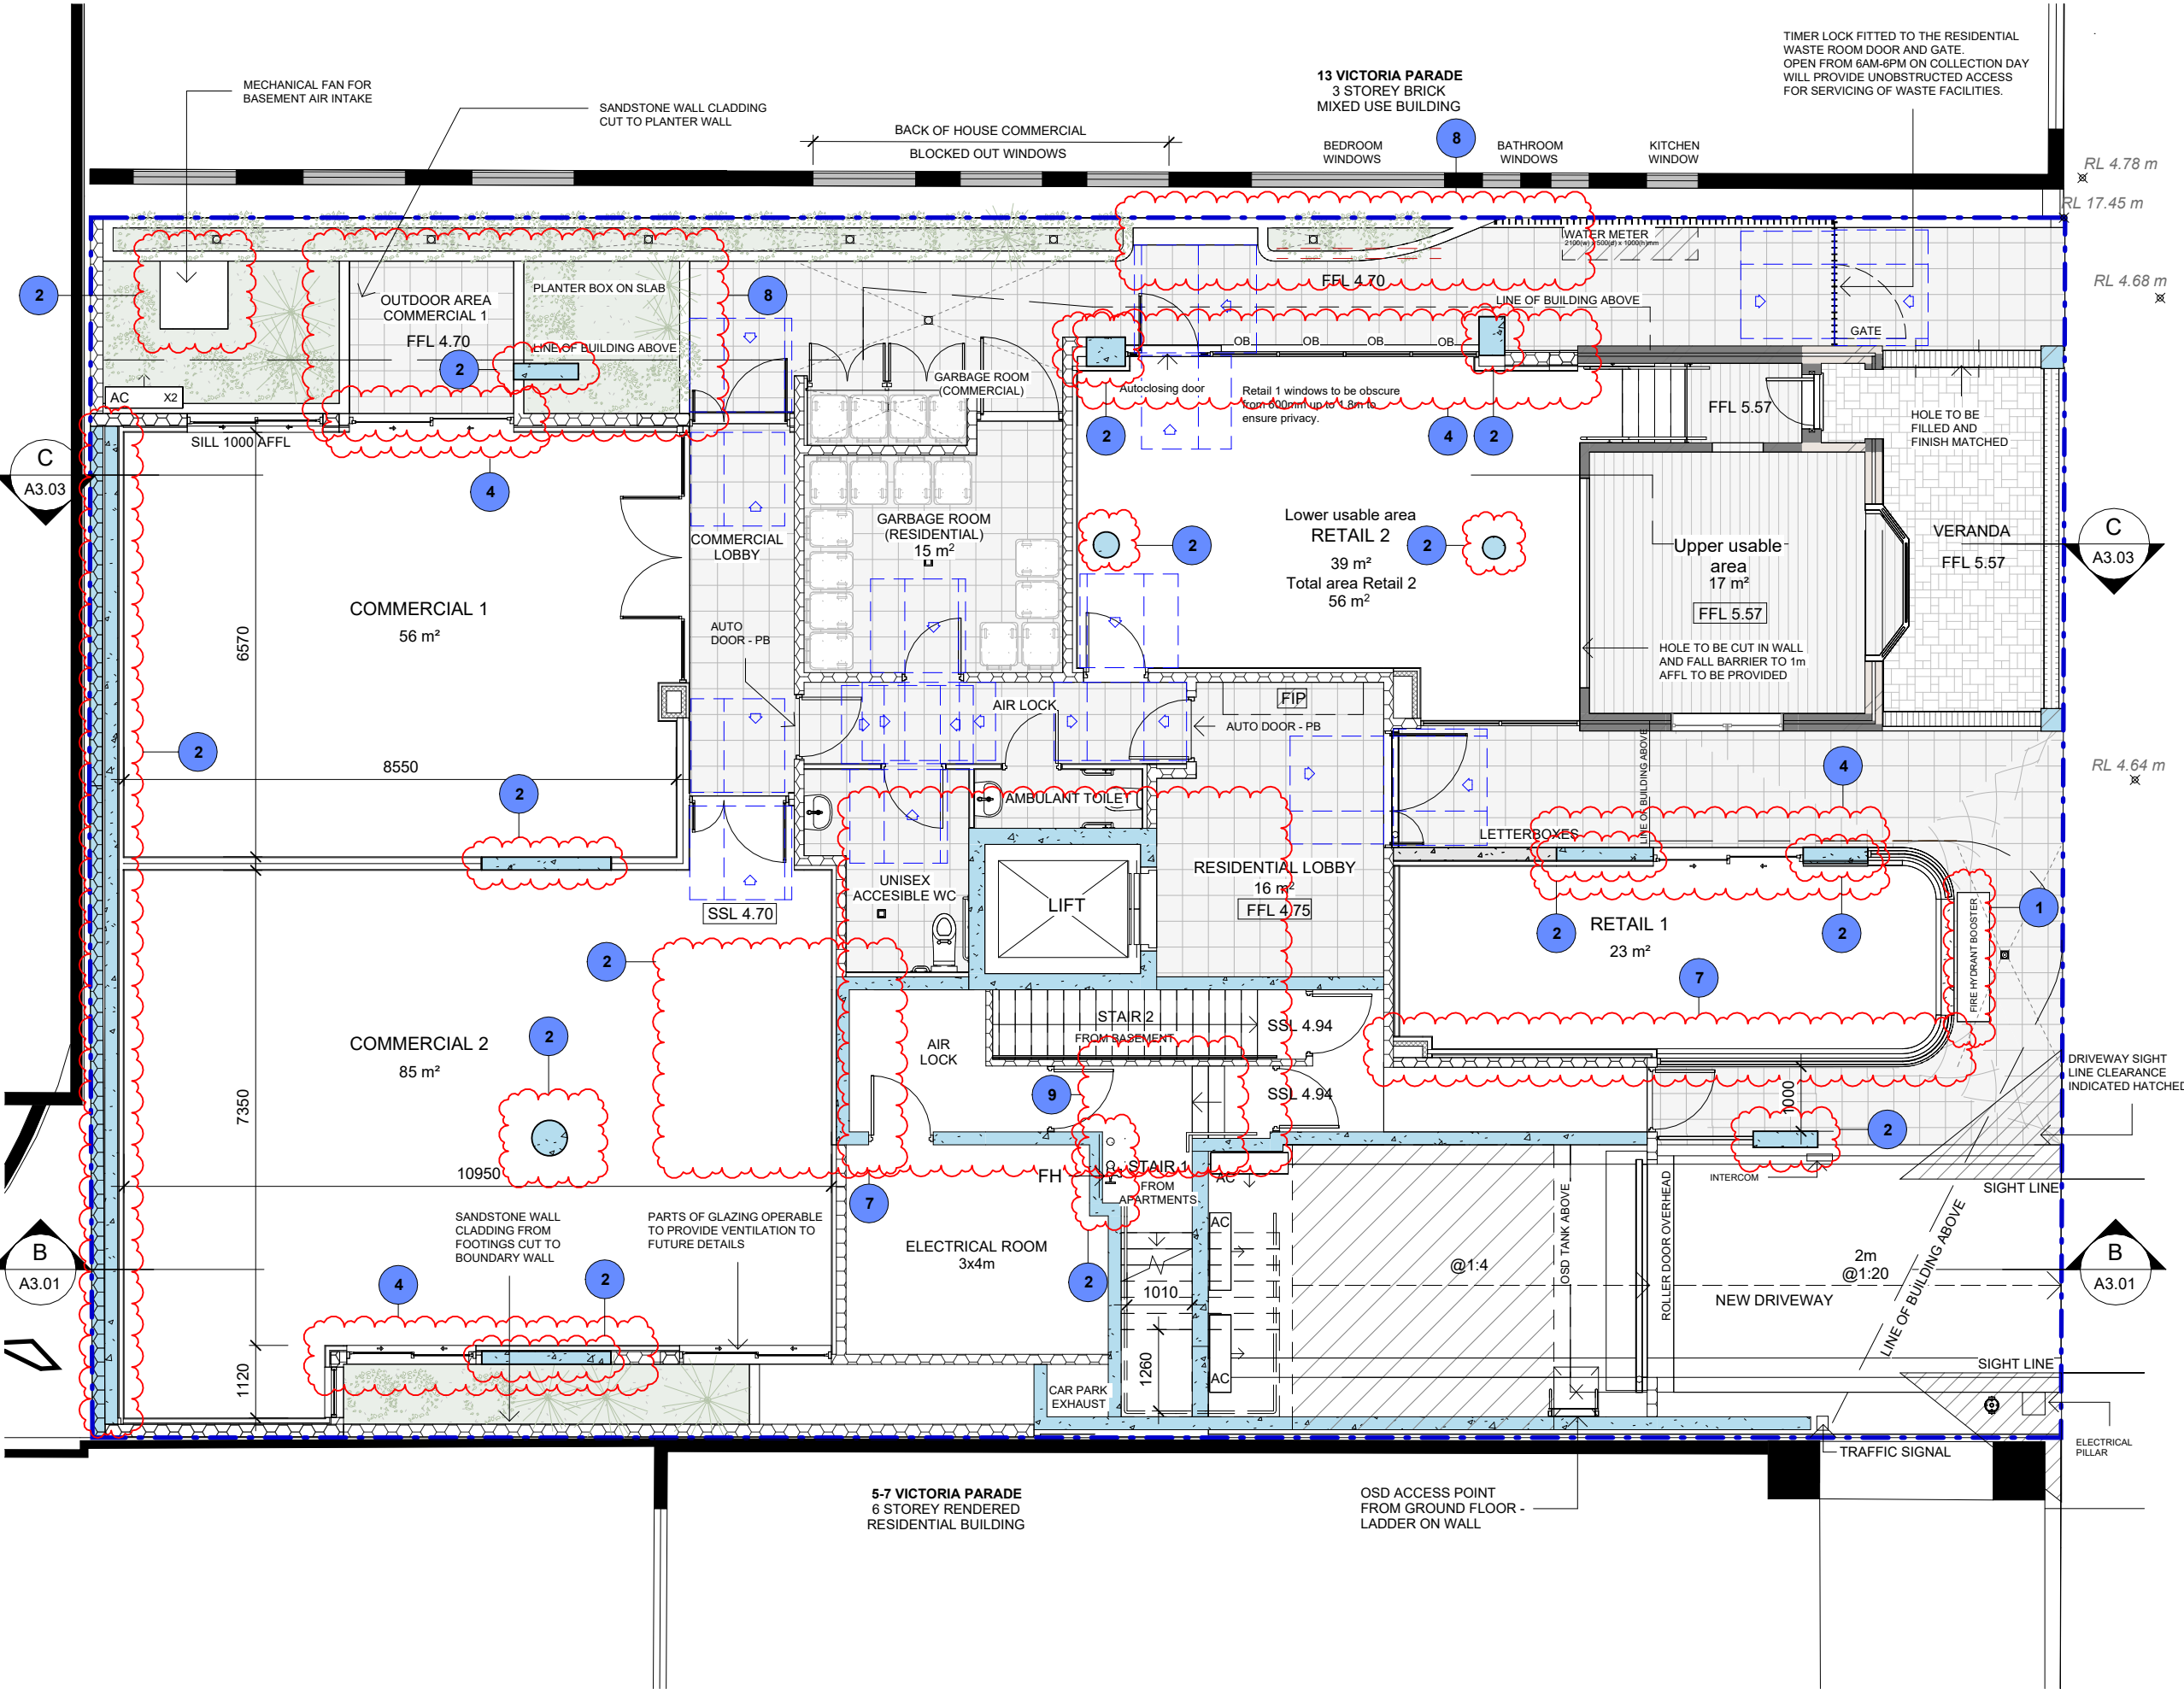 TIMER LOCK FITTED TO THE RESIDENTIAL
WASTE ROOM DOOR AND GATE.
OPEN FROM 6AM-6PM ON COLLECTION DAY
WILL PROVIDE UNOBSTRUCTED ACCESS
FOR SERVICING OF WASTE FACILITIES.
MECHANICAL FAN FOR
BASEMENT AIR INTAKE
SANDSTONE WALL CLADDING
CUT TO PLANTER WALL
13 VICTORIA PARADE
3 STOREY BRICK
MIXED USE BUILDING
BACK OF HOUSE COMMERCIAL
BLOCKED OUT WINDOWS
8
BEDROOM
WINDOWS
BATHROOM
WINDOWS
KITCHEN
WINDOW
RL 4.78 m
RL 17.45 m
WATER METER
2100(w) x 500(d) x 1000(h)mm
RL 4.68 m
2
OUTDOOR AREA
COMMERCIAL 1
FFL 4.70
PLANTER BOX ON SLAB
8
FFL 4.70
LINE OF BUILDING ABOVE
GATE
LINE OF BUILDING ABOVE
OB
OB
OB
OB
2
GARBAGE ROOM
(COMMERCIAL)
AC
X2
Autoclosing door
Retail 1 windows to be obscure
from 600mm up to 1.8m to
ensure privacy.
FFL 5.57
HOLE TO BE
FILLED AND
FINISH MATCHED
SILL 1000 AFFL
2
4
2
C
A3.03
4
COMMERCIAL
LOBBY
GARBAGE ROOM
(RESIDENTIAL)
15 m²
2
Lower usable area
RETAIL 2
39 m²
Total area Retail 2
56 m²
2
Upper usable
area
17 m²
FFL 5.57
VERANDA
FFL 5.57
C
A3.03
COMMERCIAL 1
56 m²
6570
AUTO
DOOR - PB
HOLE TO BE CUT IN WALL
AND FALL BARRIER TO 1m
AFFL TO BE PROVIDED
AIR LOCK
FIP
AUTO DOOR - PB
2
8550
2
LINE OF BUILDING ABOVE
4
RL 4.64 m
AMBULANT TOILET
LETTERBOXES
UNISEX
ACCESIBLE WC
LIFT
RESIDENTIAL LOBBY
16 m²
FFL 4.75
SSL 4.70
RETAIL 1
23 m²
2
2
7
FIRE HYDRANT BOOSTER
1
2
COMMERCIAL 2
85 m²
2
7350
AIR
LOCK
STAIR 2
FROM BASEMENT
SSL 4.94
9
SSL 4.94
1000
2
DRIVEWAY SIGHT
LINE CLEARANCE
INDICATED HATCHED
10950
7
FH
STAIR 1
FROM
APARTMENTS
AC
INTERCOM
SIGHT LINE
SANDSTONE WALL
CLADDING FROM
FOOTINGS CUT TO
BOUNDARY WALL
PARTS OF GLAZING OPERABLE
TO PROVIDE VENTILATION TO
FUTURE DETAILS
ELECTRICAL ROOM
3x4m
AC
OSD TANK ABOVE
ROLLER DOOR OVERHEAD
LINE OF BUILDING ABOVE
B
A3.01
4
2
2
1010
@1:4
2m
@1:20
NEW DRIVEWAY
B
A3.01
1120
1260
AC
CAR PARK
EXHAUST
SIGHT LINE
TRAFFIC SIGNAL
ELECTRICAL
PILLAR
5-7 VICTORIA PARADE
6 STOREY RENDERED
RESIDENTIAL BUILDING
OSD ACCESS POINT
FROM GROUND FLOOR -
LADDER ON WALL